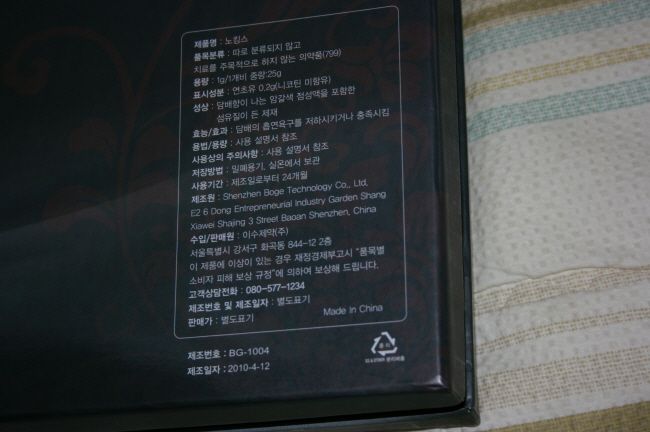 제품명 : 노킹스
품목분류 : 따로 분류되지 않고
치료를 주목적으로 하지 않는 의약품(799)
용량 : 1g/1개비 중량:25g
표시성분 : 연초유 0.2g(니코틴 미함유)
성상 : 담배향이 나는 암갈색 점성액을 포함한
섬유질이 든 제재
효능/효과 : 담배의 흡연욕구를 저하시키거나 충족시킴
용법/용량 : 사용 설명서 참조
사용상의 주의사항 : 사용 설명서 참조
저장방법 : 밀폐용기, 실온에서 보관
사용기간 : 제조일로부터 24개월
제조원 : Shenzhen Boge Technology Co., Ltd,
E2 6 Dong Entrepreneurial Industry Garden Shang
Xiawei Shajing 3 Street Baoan Shenzhen, China
수입/판매원 : 이수제약(주)
서울특별시 강서구 화곡동 844-12 2층
이 제품에 이상이 있는 경우 재정경제부고시 "품목별
소비자 피해 보상 규정"에 의하여 보상해 드립니다.
고객상담전화 : 080-577-1234
제조번호 및 제조일자 : 별도표기
판매가 : 별도표기 Made In China
제조번호 : BG-1004
제조일자 : 2010-4-12
종이